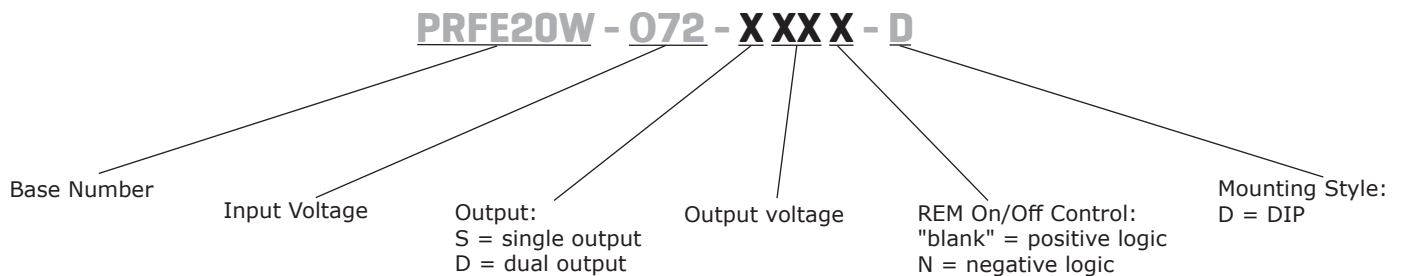 PRFE20W - 072 - X XX X - D
Base Number
Input Voltage
Output:
S = single output
D = dual output
Output voltage
REM On/Off Control:
"blank" = positive logic
N = negative logic
Mounting Style:
D = DIP